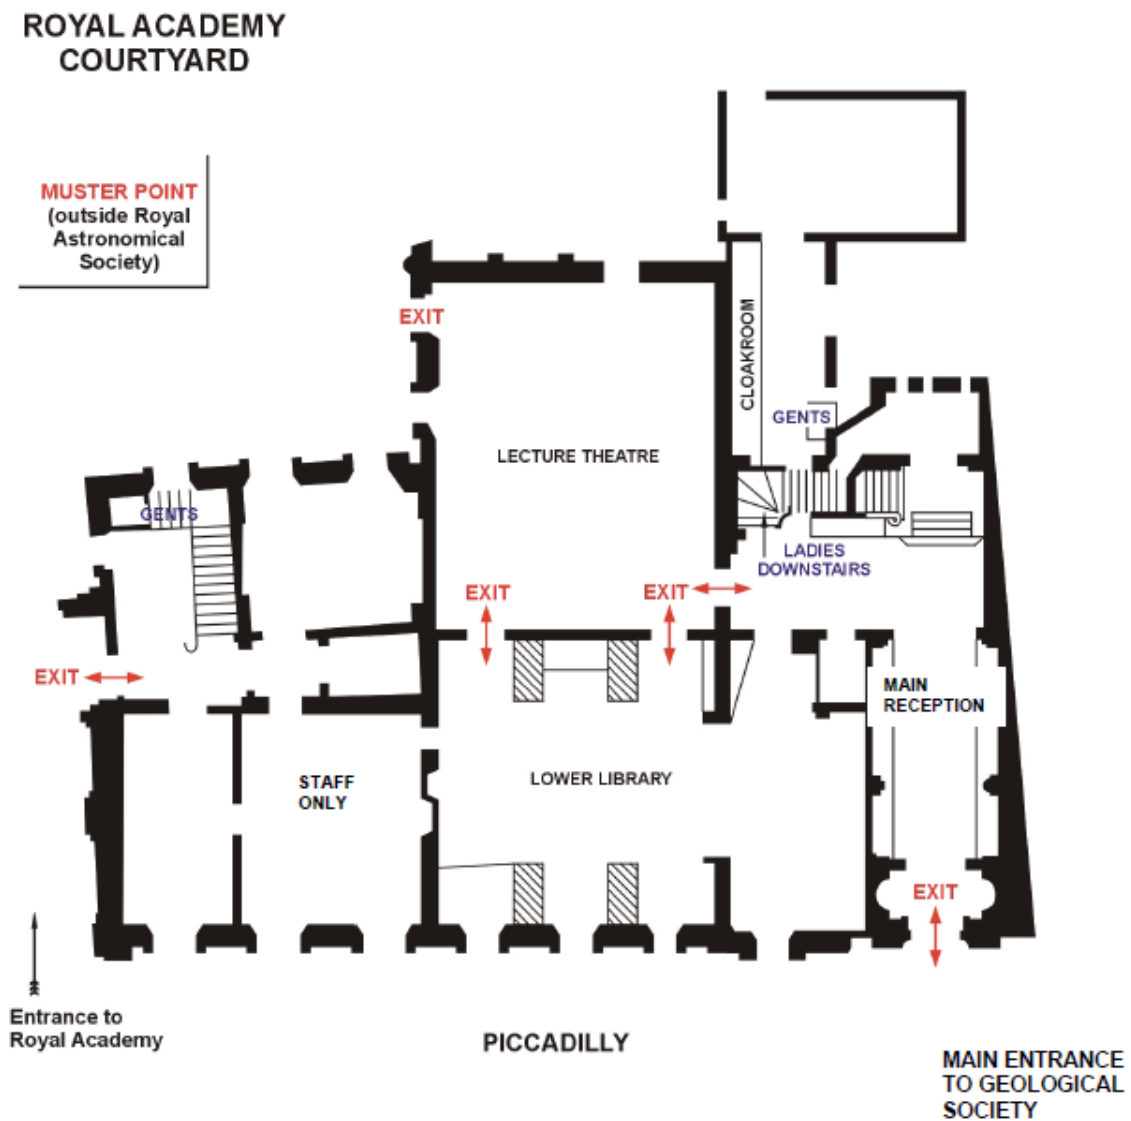 ROYAL ACADEMY
COURTYARD
MUSTER POINT
(outside Royal
Astronomical
Society)
EXIT
CLOAKROOM
GENTS
LECTURE THEATRE
GENTS
LADIES
DOWNSTAIRS
EXIT
EXIT
EXIT
MAIN
RECEPTION
STAFF
ONLY
LOWER LIBRARY
EXIT
Entrance to
Royal Academy
PICCADILLY
MAIN ENTRANCE
TO GEOLOGICAL
SOCIETY